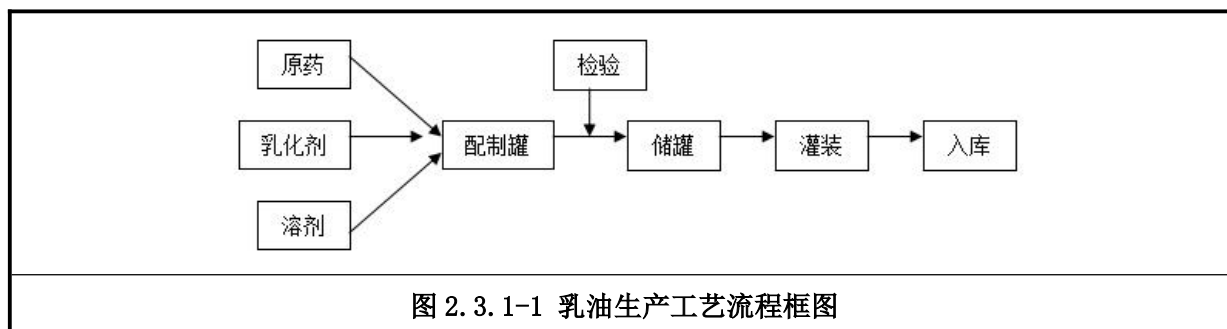 原药
检验
乳化剂
配制罐
储罐
灌装
入库
溶剂
图 2.3.1-1 乳油生产工艺流程框图